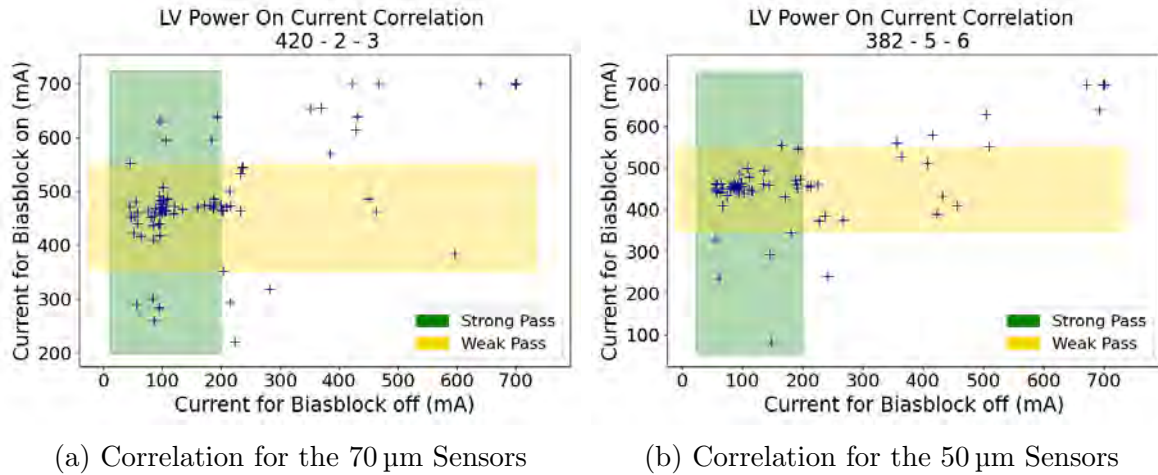 LV Power On Current Correlation
420 - 2 - 3
Current for Biasblock on (mA)
700
600
500
400
300
200
0 100 200 300 400 500 600 700
Strong Pass
Weak Pass
Current for Biasblock off (mA)
(a) Correlation for the 70 µm Sensors
LV Power On Current Correlation
382 - 5 - 6
Current for Biasblock on (mA)
700
600
500
400
300
200
100
0 100 200 300 400 500 600 700
Strong Pass
Weak Pass
Current for Biasblock off (mA)
(b) Correlation for the 50 µm Sensors